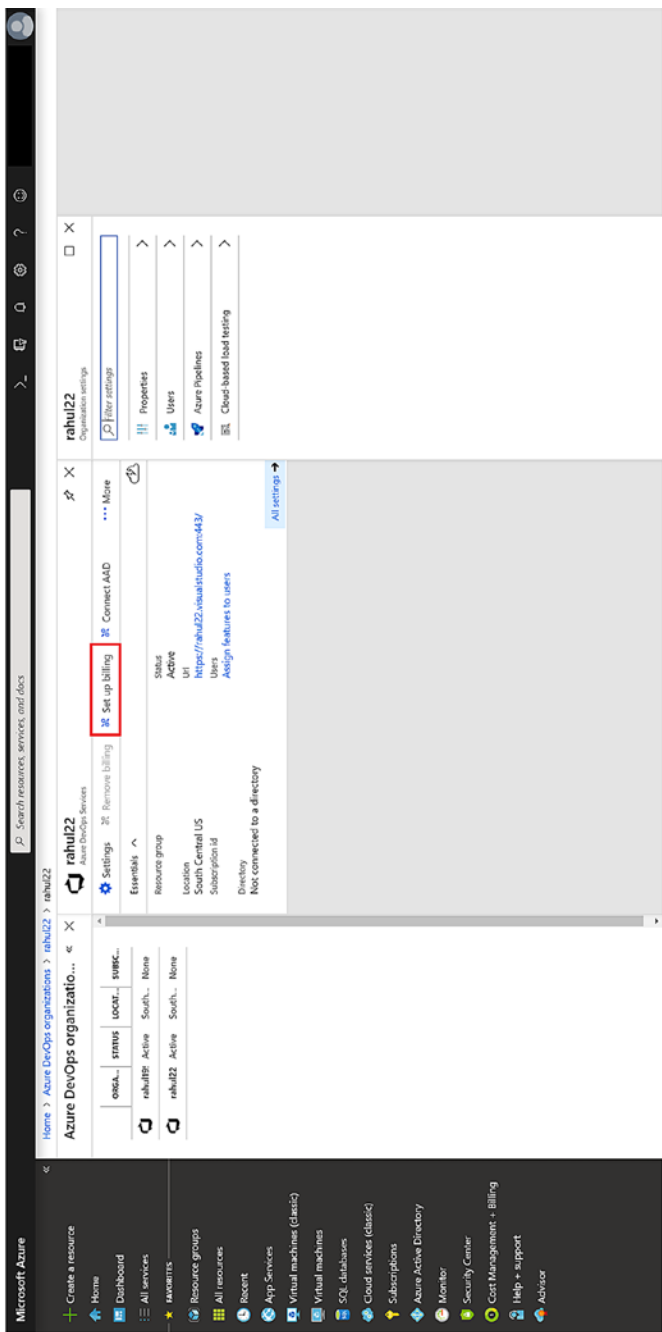 Microsoft Azure
Search resources, services, and docs
Create a resource
Home
Dashboard
All services
FAVORITES
Resource groups
All resources
Recent
App Services
Virtual machines (classic)
Virtual machines
SQL databases
Cloud services (classic)
Subscriptions
Azure Active Directory
Monitor
Security Center
Cost Management + Billing
Help + support
Advisor
Home > Azure DevOps organizations > rahul22 > rahul22
Azure DevOps organizatio...
ORGA... STATUS LOCAT... SUBSC...
rahul19: Active South... None
rahul22 Active South... None
rahul22
Azure DevOps Services
Settings Remove billing Set up billing Connect AAD ... More
Essentials
Resource group
Status
Active
Location
South Central US
Url
https://rahul22.visualstudio.com:443/
Subscription id
Users
Assign features to users
Directory
Not connected to a directory
All settings
rahul22
Organization settings
Filter settings
Properties
Users
Azure Pipelines
Cloud-based load testing